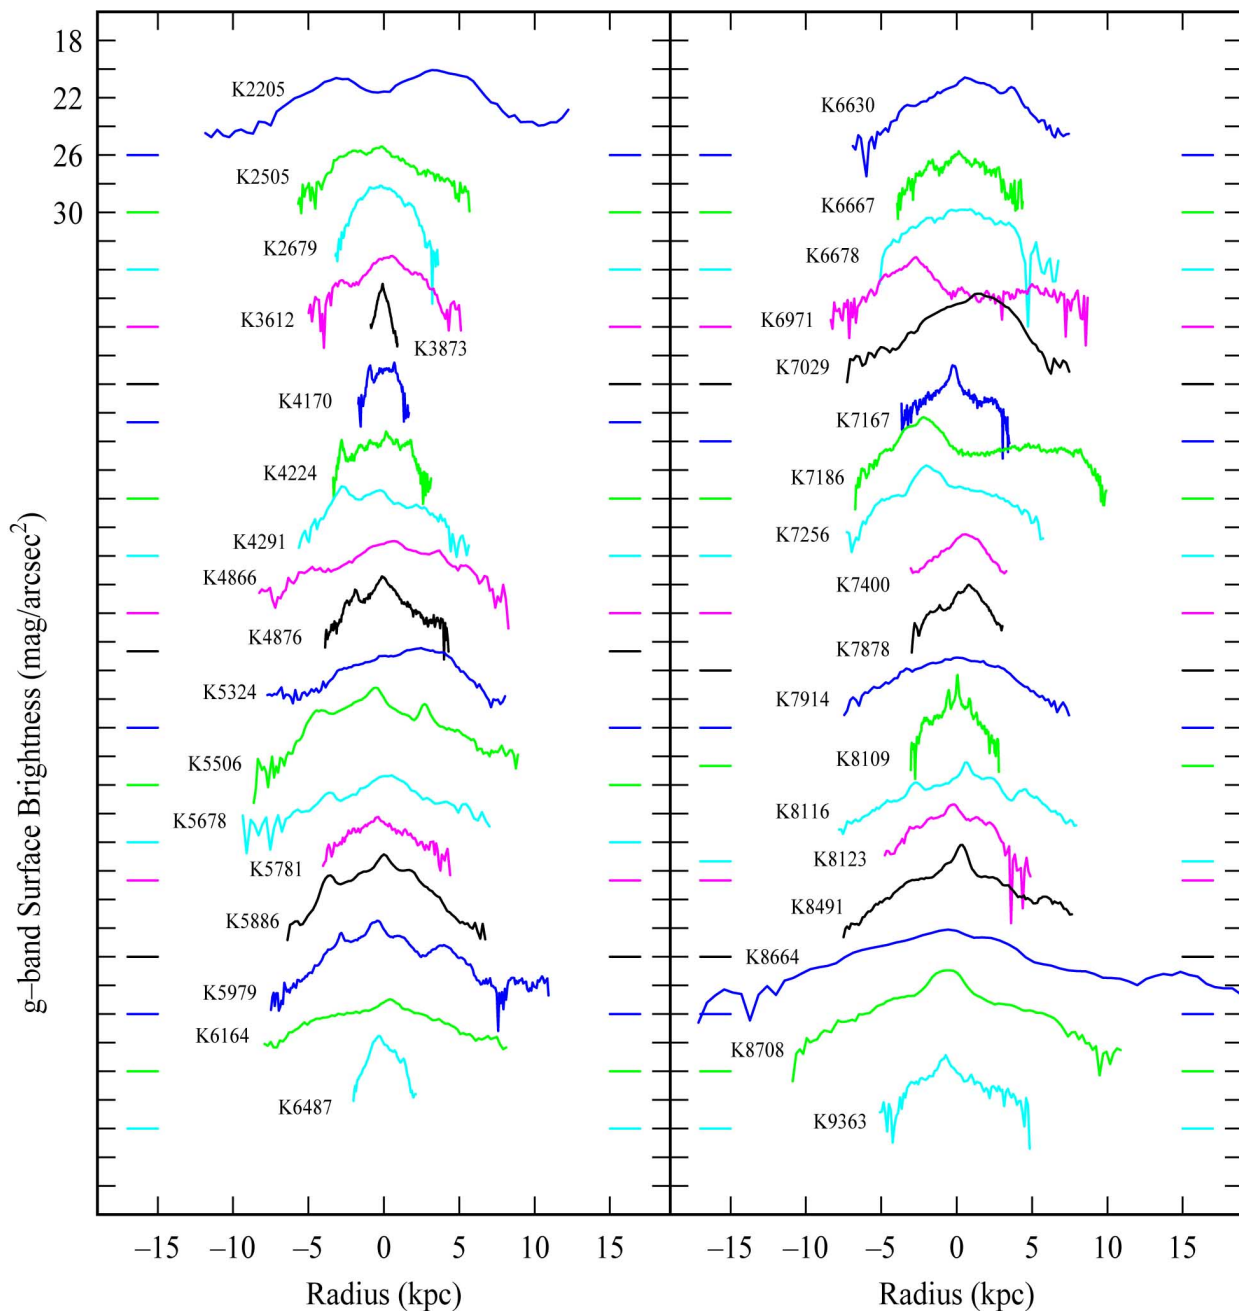 g–band Surface Brightness (mag/arcsec²)
18
22
26
30
K2205
K2505
K2679
K3612
K3873
K4170
K4224
K4291
K4866
K4876
K5324
K5506
K5678
K5781
K5886
K5979
K6164
K6487
K6630
K6667
K6678
K6971
K7029
K7167
K7186
K7256
K7400
K7878
K7914
K8109
K8116
K8123
K8491
K8664
K8708
K9363
–15 –10 –5 0 5 10 15
–15 –10 –5 0 5 10 15
Radius (kpc)
Radius (kpc)